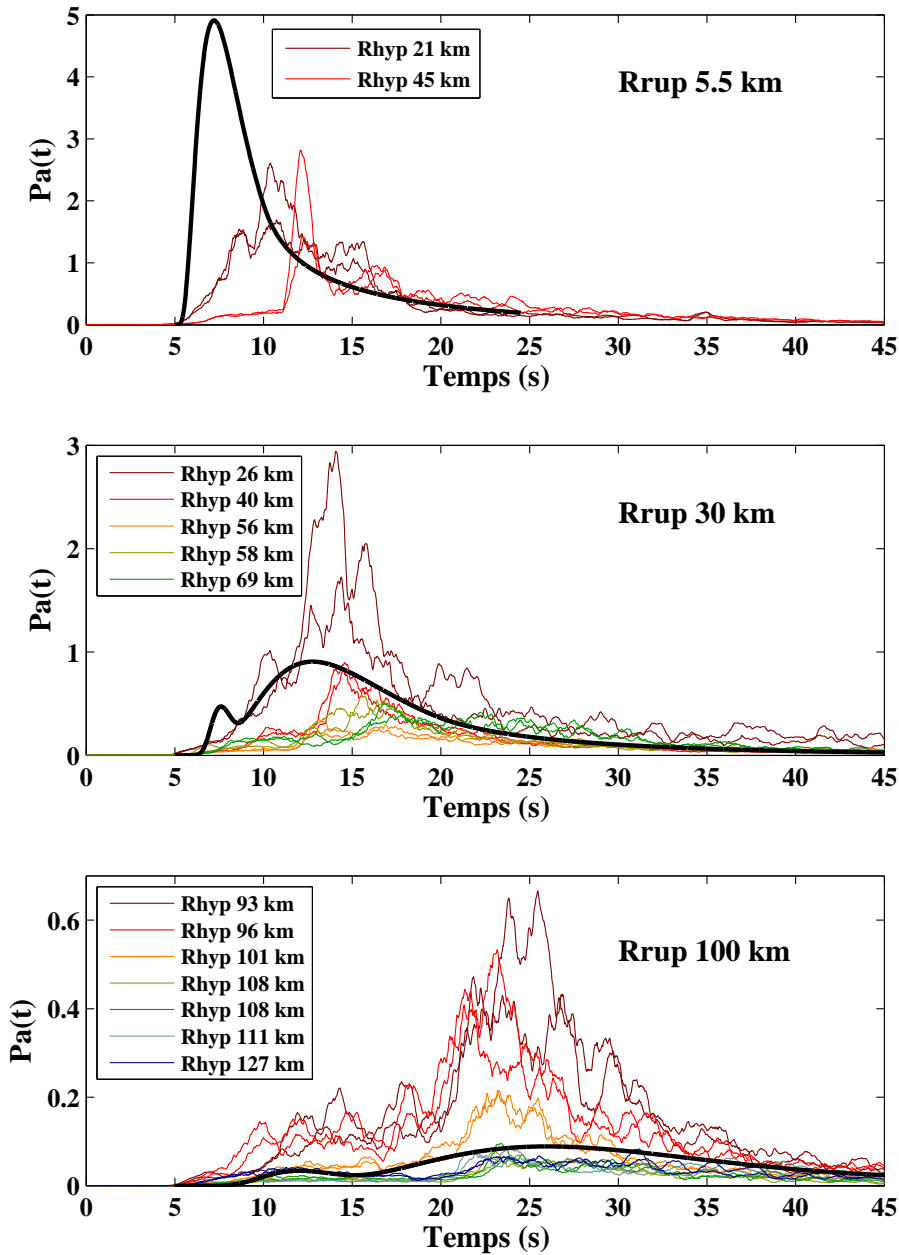 5
4
3
2
1
0
Pa(t)
Rhyp 21 km
Rhyp 45 km
Rrup 5.5 km
0 5 10 15 20 25 30 35 40 45
Temps (s)
3
2
1
0
Pa(t)
Rhyp 26 km
Rhyp 40 km
Rhyp 56 km
Rhyp 58 km
Rhyp 69 km
Rrup 30 km
0 5 10 15 20 25 30 35 40 45
Temps (s)
0.6
0.4
0.2
0
Pa(t)
Rhyp 93 km
Rhyp 96 km
Rhyp 101 km
Rhyp 108 km
Rhyp 108 km
Rhyp 111 km
Rhyp 127 km
Rrup 100 km
0 5 10 15 20 25 30 35 40 45
Temps (s)